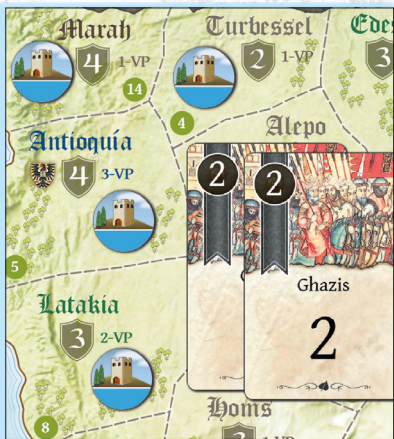 Marah
4 1-VP
14
Turbessel
2 1-VP
Edes
3
4
Alepo
Antioquía
4 3-VP
5
2
2
Ghazis
2
Latakia
3 2-VP
8
Homs